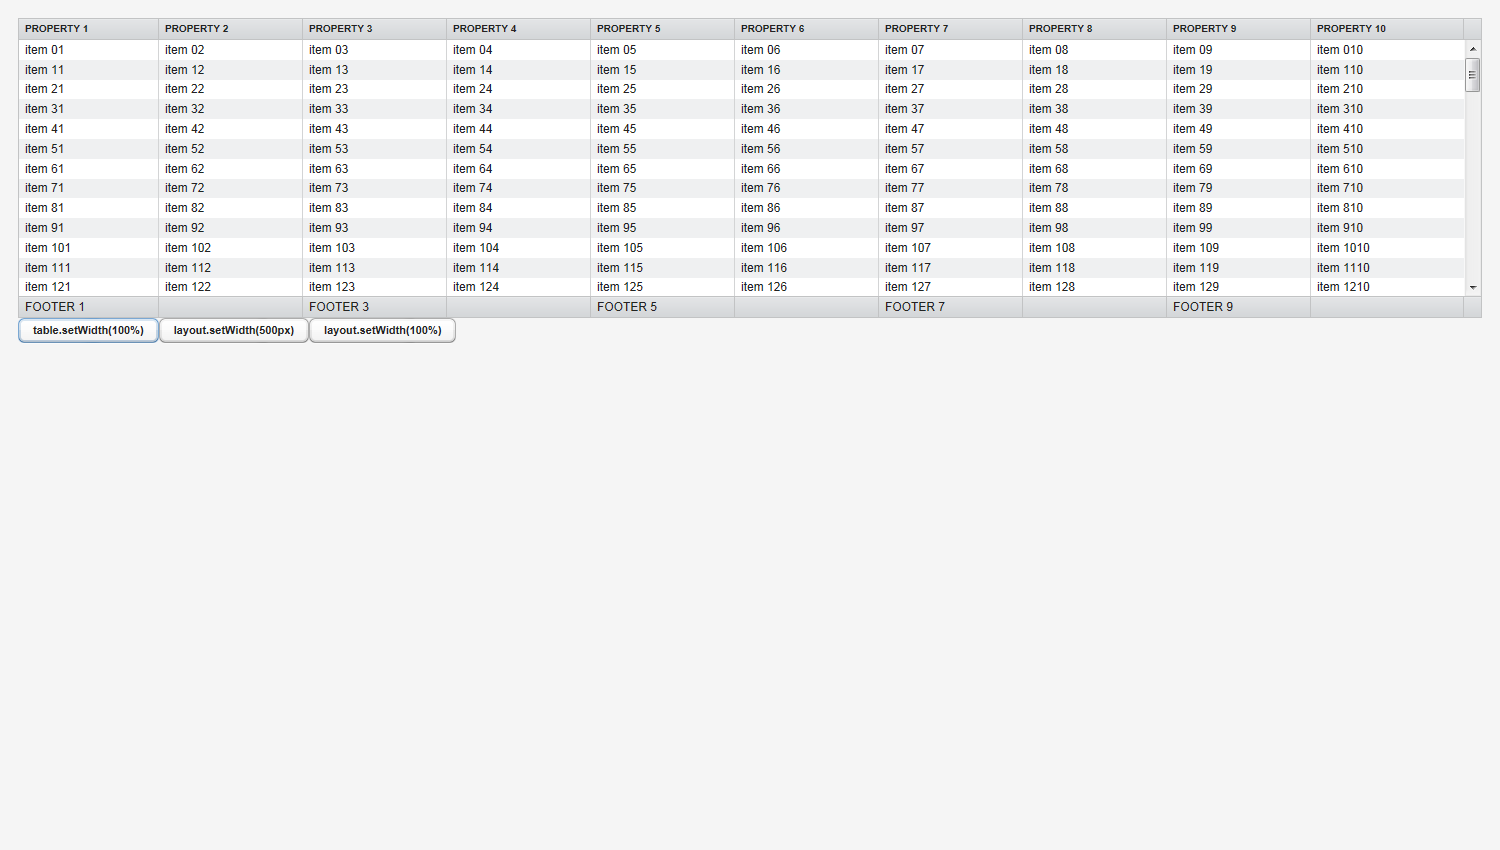 PROPERTY 1 PROPERTY 2 PROPERTY 3 PROPERTY 4 PROPERTY 5 PROPERTY 6 PROPERTY 7 PROPERTY 8 PROPERTY 9 PROPERTY 10
item 01 item 02 item 03 item 04 item 05 item 06 item 07 item 08 item 09 item 010
item 11 item 12 item 13 item 14 item 15 item 16 item 17 item 18 item 19 item 110
item 21 item 22 item 23 item 24 item 25 item 26 item 27 item 28 item 29 item 210
item 31 item 32 item 33 item 34 item 35 item 36 item 37 item 38 item 39 item 310
item 41 item 42 item 43 item 44 item 45 item 46 item 47 item 48 item 49 item 410
item 51 item 52 item 53 item 54 item 55 item 56 item 57 item 58 item 59 item 510
item 61 item 62 item 63 item 64 item 65 item 66 item 67 item 68 item 69 item 610
item 71 item 72 item 73 item 74 item 75 item 76 item 77 item 78 item 79 item 710
item 81 item 82 item 83 item 84 item 85 item 86 item 87 item 88 item 89 item 810
item 91 item 92 item 93 item 94 item 95 item 96 item 97 item 98 item 99 item 910
item 101 item 102 item 103 item 104 item 105 item 106 item 107 item 108 item 109 item 1010
item 111 item 112 item 113 item 114 item 115 item 116 item 117 item 118 item 119 item 1110
item 121 item 122 item 123 item 124 item 125 item 126 item 127 item 128 item 129 item 1210
FOOTER 1 FOOTER 3 FOOTER 5 FOOTER 7 FOOTER 9
table.setWidth(100%) layout.setWidth(500px) layout.setWidth(100%)